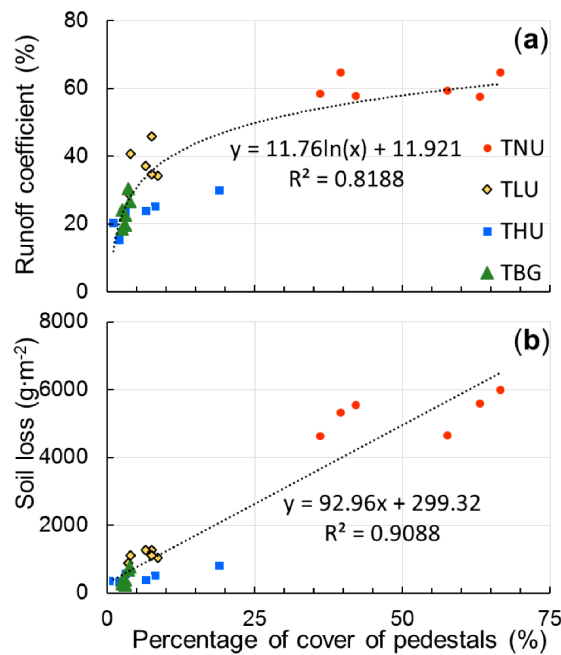 (a)
80
60
40
20
0
Runoff coefficient (%)
y = 11.76ln(x) + 11.921
R² = 0.8188
TNU
TLU
THU
TBG
(b)
8000
6000
4000
2000
0
Soil loss (g·m⁻²)
y = 92.96x + 299.32
R² = 0.9088
0 25 50 75
Percentage of cover of pedestals (%)